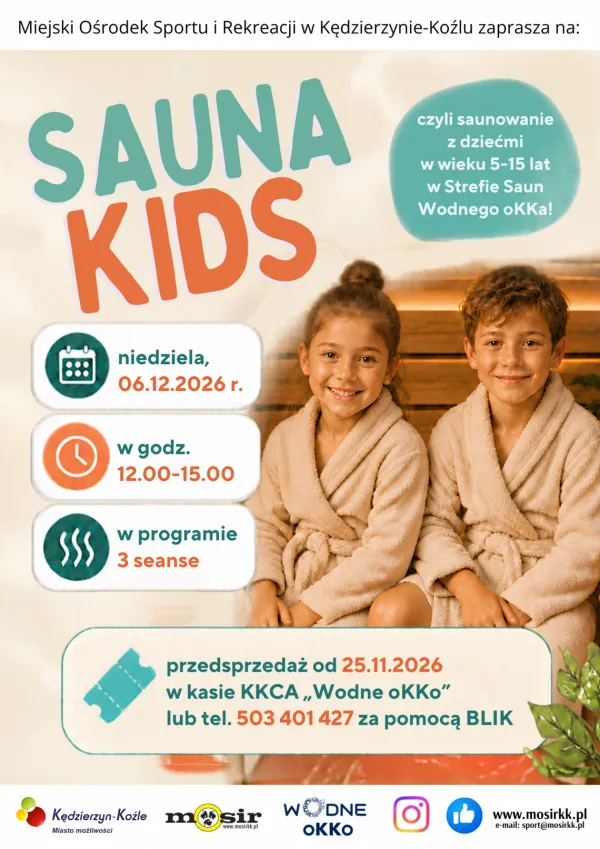 Miejski Ośrodek Sportu i Rekreacji w Kędzierzynie-Koźlu zaprasza na:
SAUNA
KIDS
czyli saunowanie
z dziećmi
w wieku 5-15 lat
w Strefie Saun
Wodnego oKKa!
niedziela,
06.12.2026 r.
w godz.
12.00-15.00
w programie
3 seanse
przedsprzedaż od 25.11.2026
w kasie KKCA „Wodne oKKo”
lub tel. 503 401 427 za pomocą BLIK
Kędzierzyn-Koźle
Miasto możliwości
mosir
www.mosirkk.pl
WODNE
oKKo
www.mosirkk.pl
e-mail: sport@mosirkk.pl